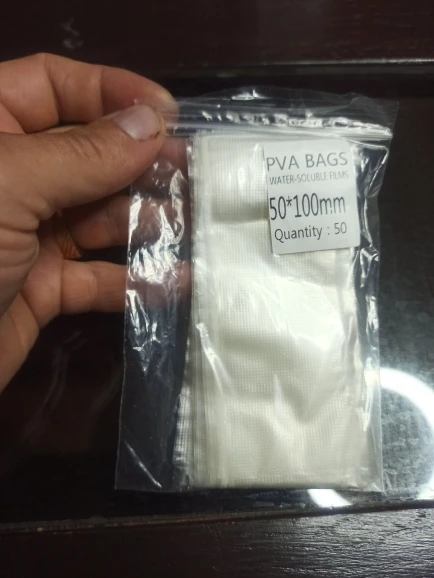 PVA BAGS
WATER-SOLUBLE FILMS
50*100mm
Quantity : 50